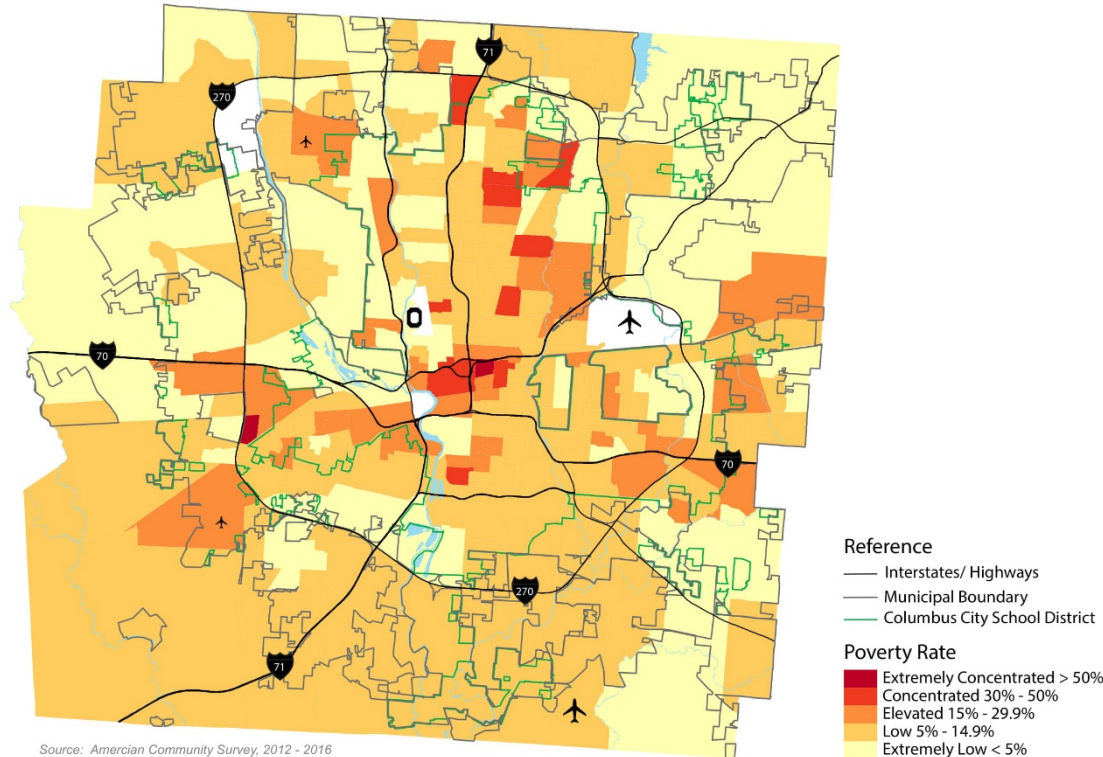 71
270
70
70
270
71
Reference
Interstates/ Highways
Municipal Boundary
Columbus City School District
Poverty Rate
Extremely Concentrated > 50%
Concentrated 30% - 50%
Elevated 15% - 29.9%
Low 5% - 14.9%
Extremely Low < 5%
Source: Amercian Community Survey, 2012 - 2016